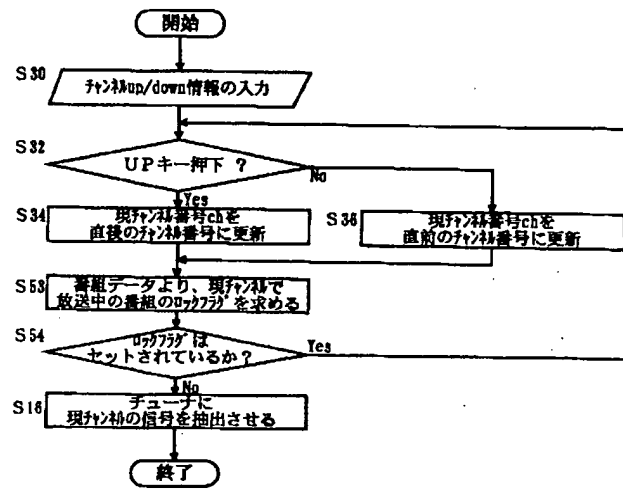 開始
S30
ﾁｬﾝﾈﾙup/down情報の入力
S32
UPキー押下 ?
No
Yes
S34
現ﾁｬﾝﾈﾙ番号chを
直後のﾁｬﾝﾈﾙ番号に更新
S36
現ﾁｬﾝﾈﾙ番号chを
直前のﾁｬﾝﾈﾙ番号に更新
S53
番組データより、現ﾁｬﾝﾈﾙで
放送中の番組のﾛｯｸﾌﾗｸﾞを求める
S54
ﾛｯｸﾌﾗｸﾞは
セットされているか?
Yes
No
S16
チューナに
現ﾁｬﾝﾈﾙの信号を抽出させる
終了